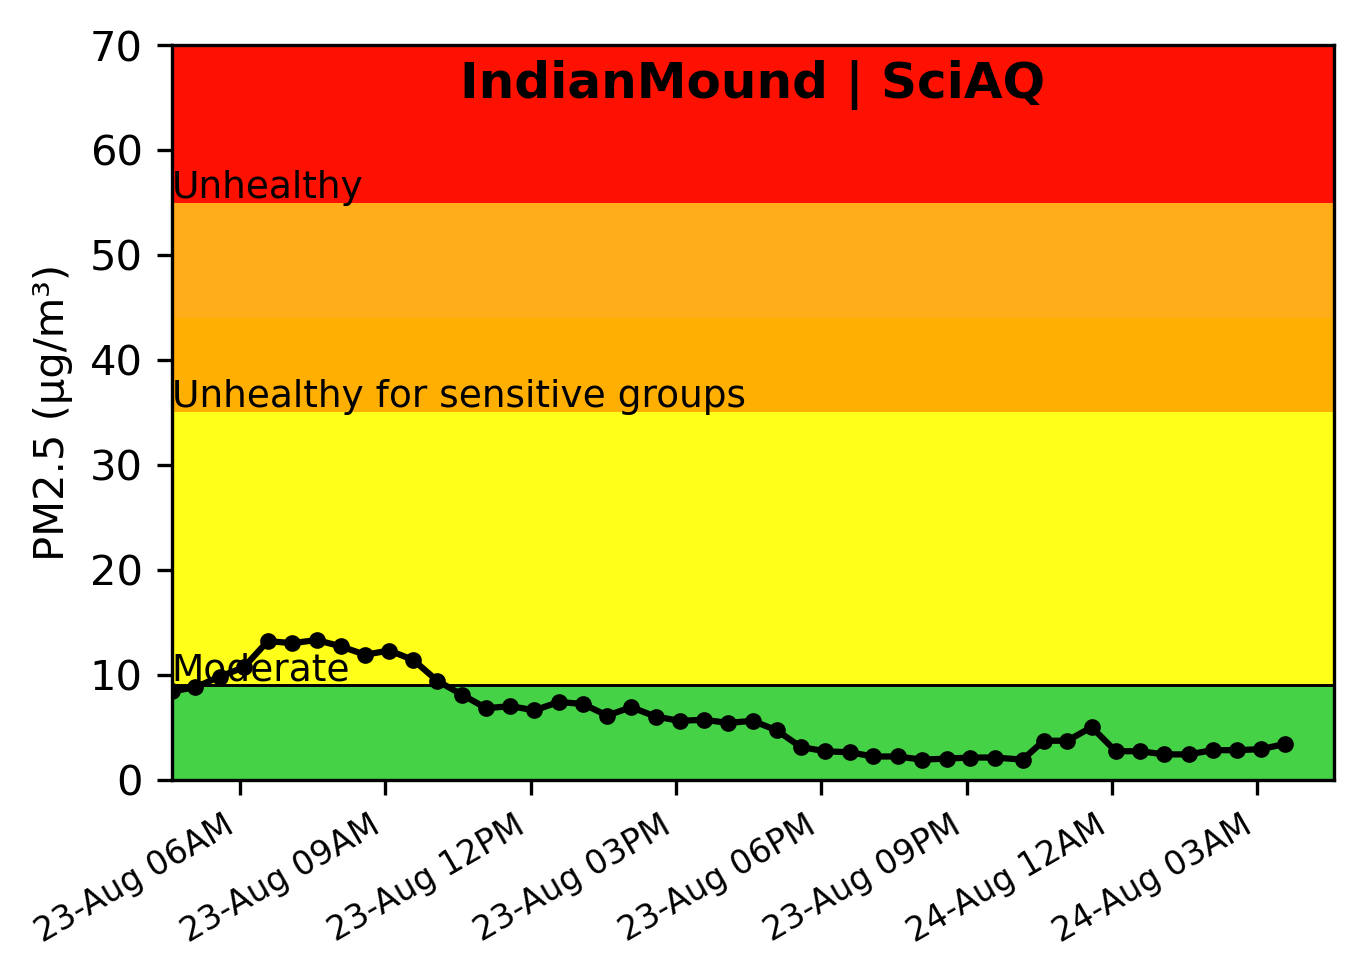 IndianMound | SciAQ
70
60
Unhealthy
50
40
Unhealthy for sensitive groups
30
20
Moderate
10
0
PM2.5 (µg/m³)
23-Aug 06AM
23-Aug 09AM
23-Aug 12PM
23-Aug 03PM
23-Aug 06PM
23-Aug 09PM
24-Aug 12AM
24-Aug 03AM